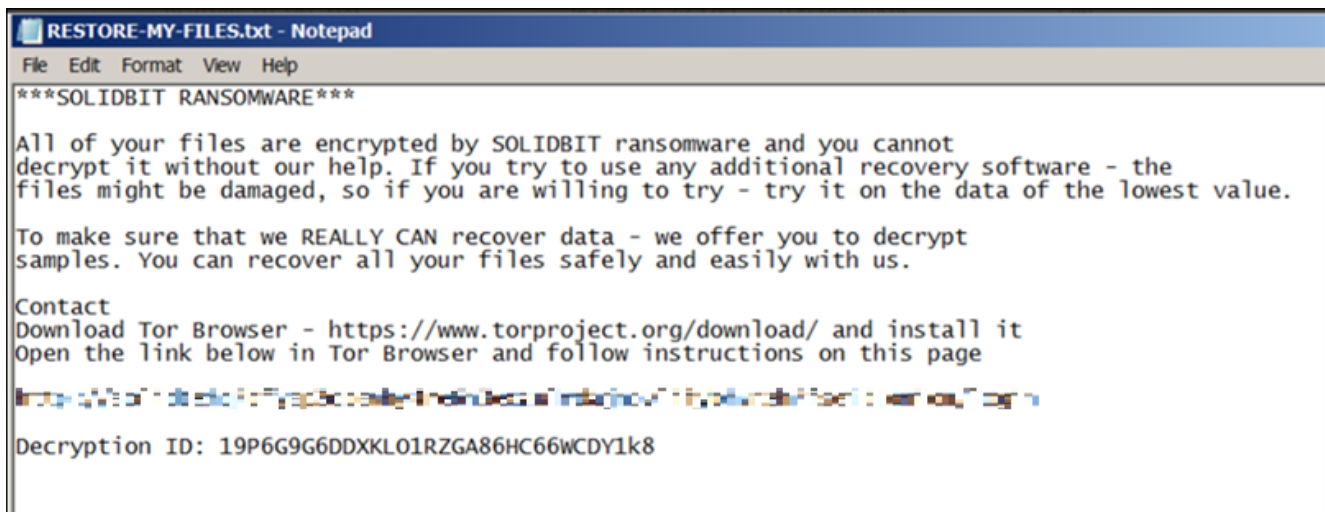 RESTORE-MY-FILES.txt - Notepad
File Edit Format View Help
***SOLIDBIT RANSOMWARE***
All of your files are encrypted by SOLIDBIT ransomware and you cannot
decrypt it without our help. If you try to use any additional recovery software - the
files might be damaged, so if you are willing to try - try it on the data of the lowest value.
To make sure that we REALLY CAN recover data - we offer you to decrypt
samples. You can recover all your files safely and easily with us.
Contact
Download Tor Browser - https://www.torproject.org/download/ and install it
Open the link below in Tor Browser and follow instructions on this page
Decryption ID: 19P6G9G6DDXKLO1RZGA86HC66WCDY1k8